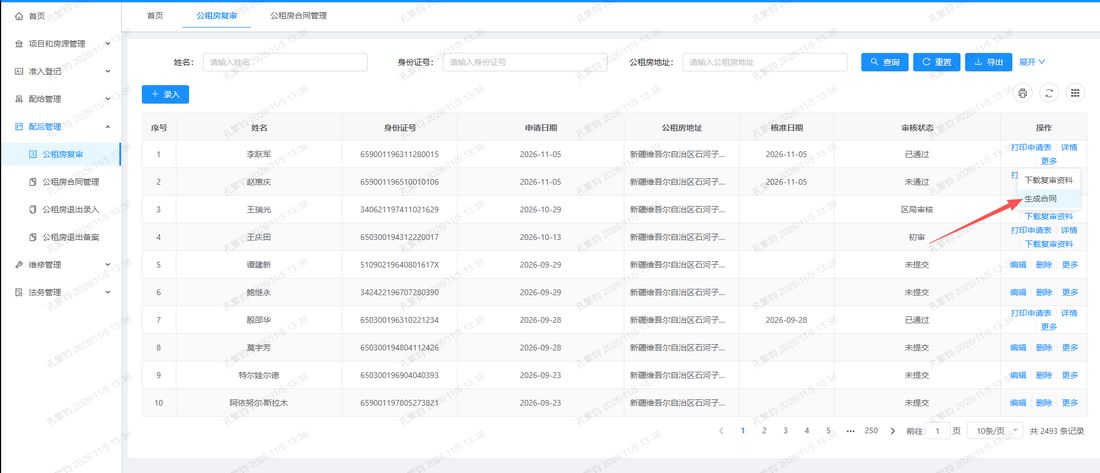 首页
项目和房源管理
准入登记
配给管理
配后管理
公租房复审
公租房合同管理
公租房退出录入
公租房退出备案
维修管理
法务管理
首页 公租房复审 公租房合同管理
姓名: 请输入姓名 身份证号: 请输入身份证号 公租房地址: 请输入公租房地址 查询 重置 导出 展开
+ 录入
序号 姓名 身份证号 申请日期 公租房地址 核准日期 审核状态 操作
1 李跃军 659001196311280015 2026-11-05 新疆维吾尔自治区石河子... 2026-11-05 已通过 打印申请表 详情
更多
2 赵惠庆 659001196510010106 2026-11-05 新疆维吾尔自治区石河子... 2026-11-05 未通过 打
下载复审资料
生成合同
3 王瑞光 340621197411021629 2026-10-29 新疆维吾尔自治区石河子... 区局审核
下载复审资料
4 王庆田 650300194312220017 2026-10-13 新疆维吾尔自治区石河子... 初审 打印申请表 详情
下载复审资料
5 谭建新 51090219640801617X 2026-09-29 新疆维吾尔自治区石河子... 未提交 编辑 删除 更多
6 鲍继永 342422196707280390 2026-09-29 新疆维吾尔自治区石河子... 未提交 编辑 删除 更多
7 殷邵华 650300196310221234 2026-09-28 新疆维吾尔自治区石河子... 2026-09-28 已通过 打印申请表 详情
更多
8 莫宇芳 650300194804112426 2026-09-28 新疆维吾尔自治区石河子... 未提交 编辑 删除 更多
9 特尔娃尔德 650300196904040393 2026-09-23 新疆维吾尔自治区石河子... 未提交 编辑 删除 更多
10 阿依努尔·斯拉木 659001197805273821 2026-09-23 新疆维吾尔自治区石河子... 未提交 编辑 删除 更多
1 2 3 4 5 ••• 250 前往 1 页 10条/页 共 2493 条记录
孔繁钧 2026/11/5 13:38